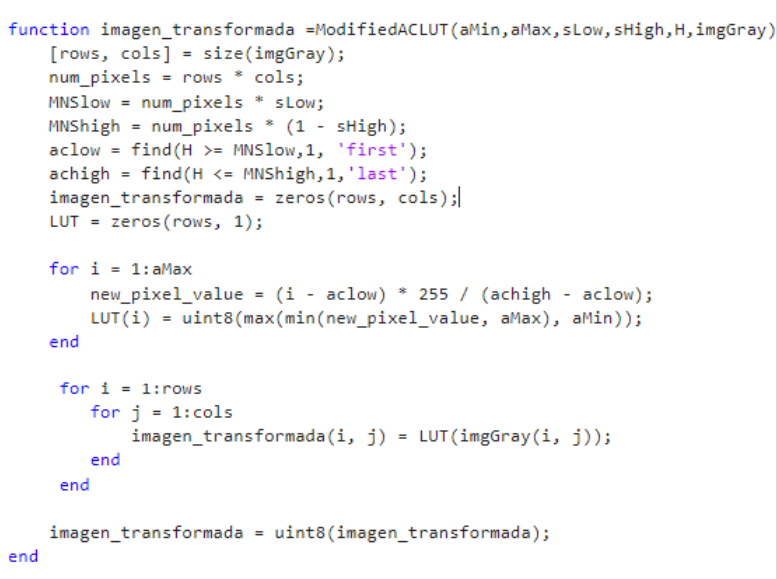 function imagen_transformada =ModifiedACLUT(aMin,aMax,sLow,sHigh,H,imgGray)
[rows, cols] = size(imgGray);
num_pixels = rows * cols;
MNSlow = num_pixels * sLow;
MNShigh = num_pixels * (1 - sHigh);
aclow = find(H >= MNSlow,1, 'first');
achigh = find(H <= MNShigh,1,'last');
imagen_transformada = zeros(rows, cols);
LUT = zeros(rows, 1);
for i = 1:aMax
new_pixel_value = (i - aclow) * 255 / (achigh - aclow);
LUT(i) = uint8(max(min(new_pixel_value, aMax), aMin));
end
for i = 1:rows
for j = 1:cols
imagen_transformada(i, j) = LUT(imgGray(i, j));
end
end
imagen_transformada = uint8(imagen_transformada);
end